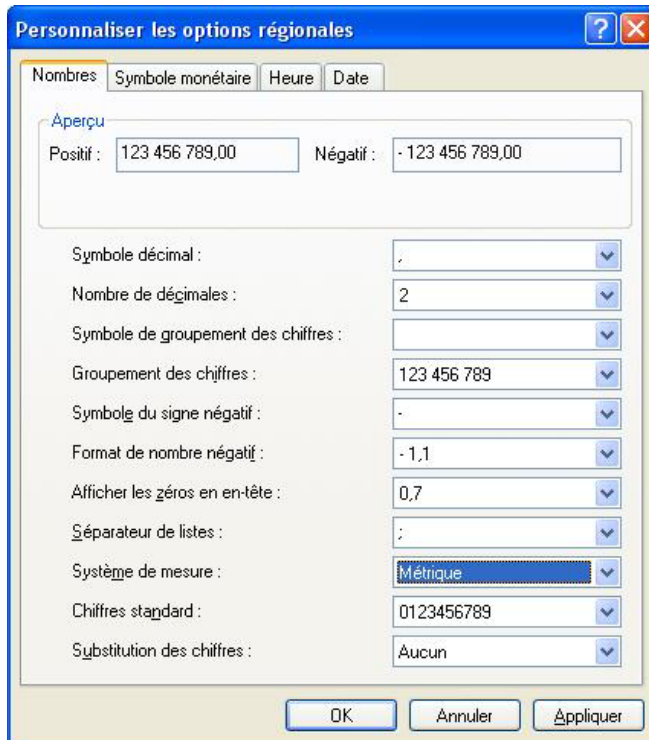 Personnaliser les options régionales
Nombres Symbole monétaire Heure Date
Aperçu
Positif : 123 456 789,00 Négatif : - 123 456 789,00
Symbole décimal : ,
Nombre de décimales : 2
Symbole de groupement des chiffres :
Groupement des chiffres : 123 456 789
Symbole du signe négatif : -
Format de nombre négatif : - 1,1
Afficher les zéros en en-tête : 0,7
Séparateur de listes : ;
Système de mesure : Métrique
Chiffres standard : 0123456789
Substitution des chiffres : Aucun
OK Annuler Appliquer